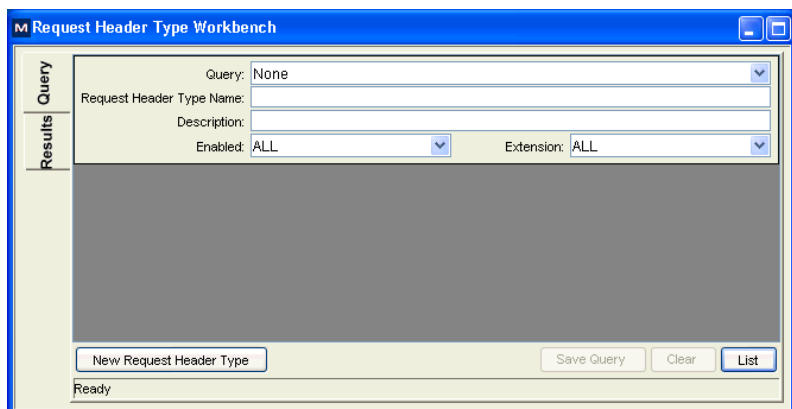 M Request Header Type Workbench
Query
Results
Query: None
Request Header Type Name:
Description:
Enabled: ALL Extension: ALL
New Request Header Type Save Query Clear List
Ready